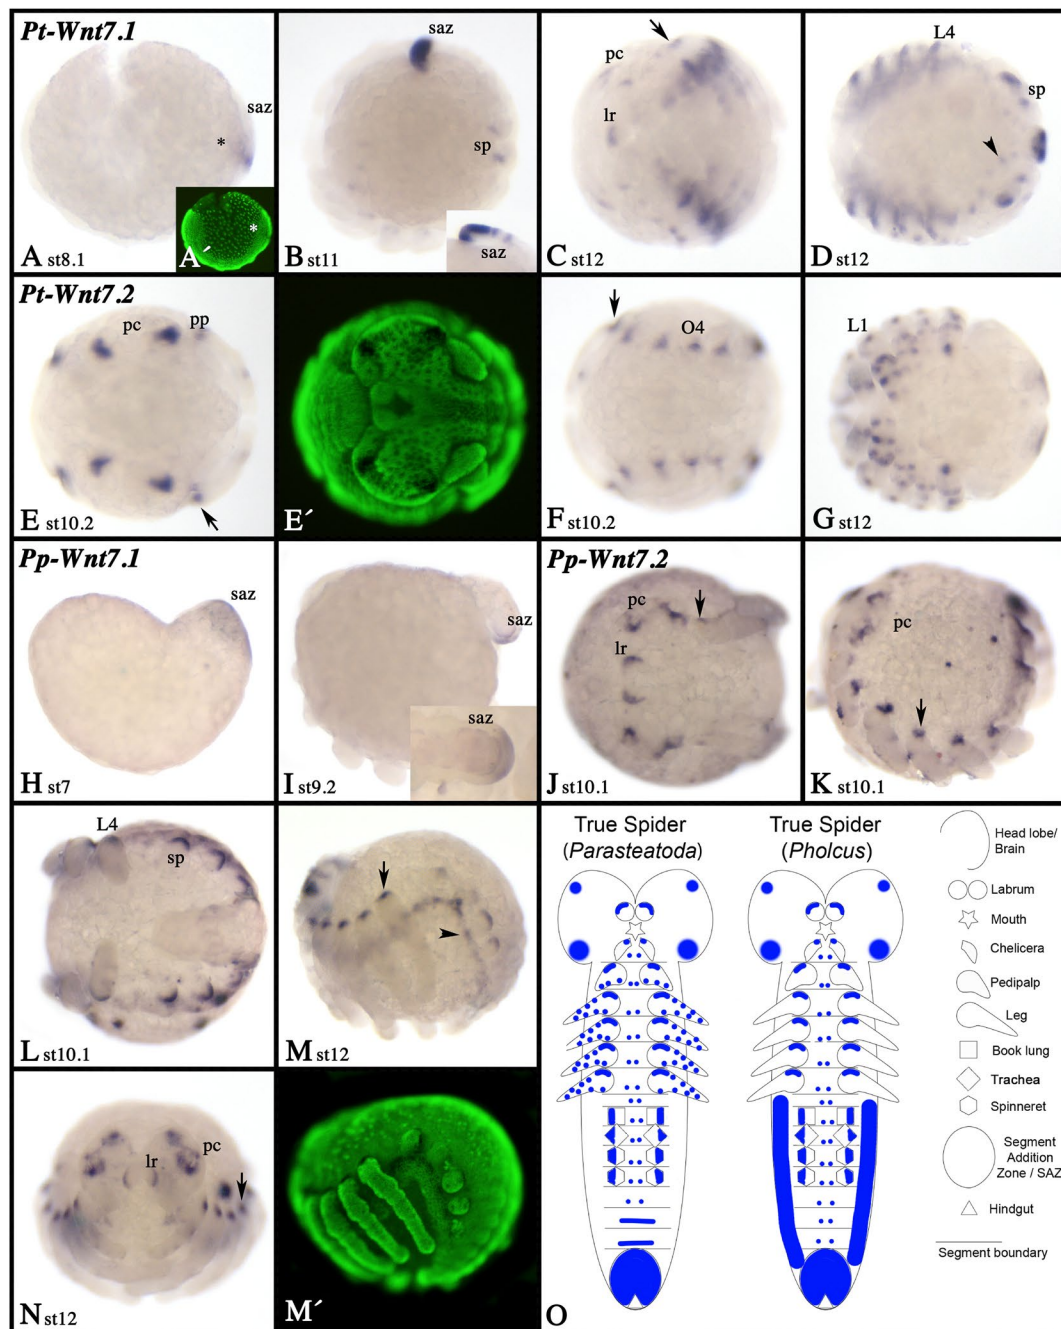 Pt-Wnt7.1
saz
*
A st8.1
*
A´
saz
sp
B st11
saz
pc
lr
C st12
L4
sp
D st12
Pt-Wnt7.2
pc
pp
E st10.2
E´
O4
F st10.2
L1
G st12
Pp-Wnt7.1
saz
H st7
saz
saz
I st9.2
Pp-Wnt7.2
pc
lr
J st10.1
pc
K st10.1
L4
sp
L st10.1
M st12
pc
lr
N st12
M´
True Spider
(Parasteatoda)
True Spider
(Pholcus)
Head lobe/
Brain
Labrum
Mouth
Chelicera
Pedipalp
Leg
Book lung
Trachea
Spinneret
Segment
Addition
Zone / SAZ
Hindgut
Segment boundary
O